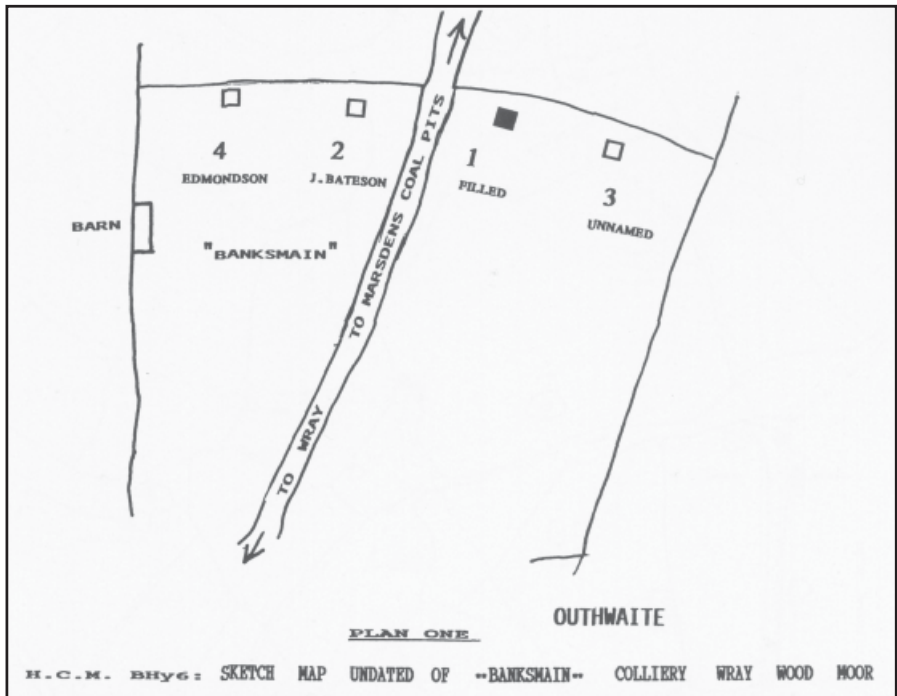 4
EDMONDSON
2
J.BATESON
1
FILLED
3
UNNAMED
BARN
"BANKSMAIN"
TO MARSDENS COAL PITS
TO WRAY
OUTHWAITE
PLAN ONE
H.C.M. BHy6: SKETCH MAP UNDATED OF "BANKSMAIN" COLLIERY WRAY WOOD MOOR